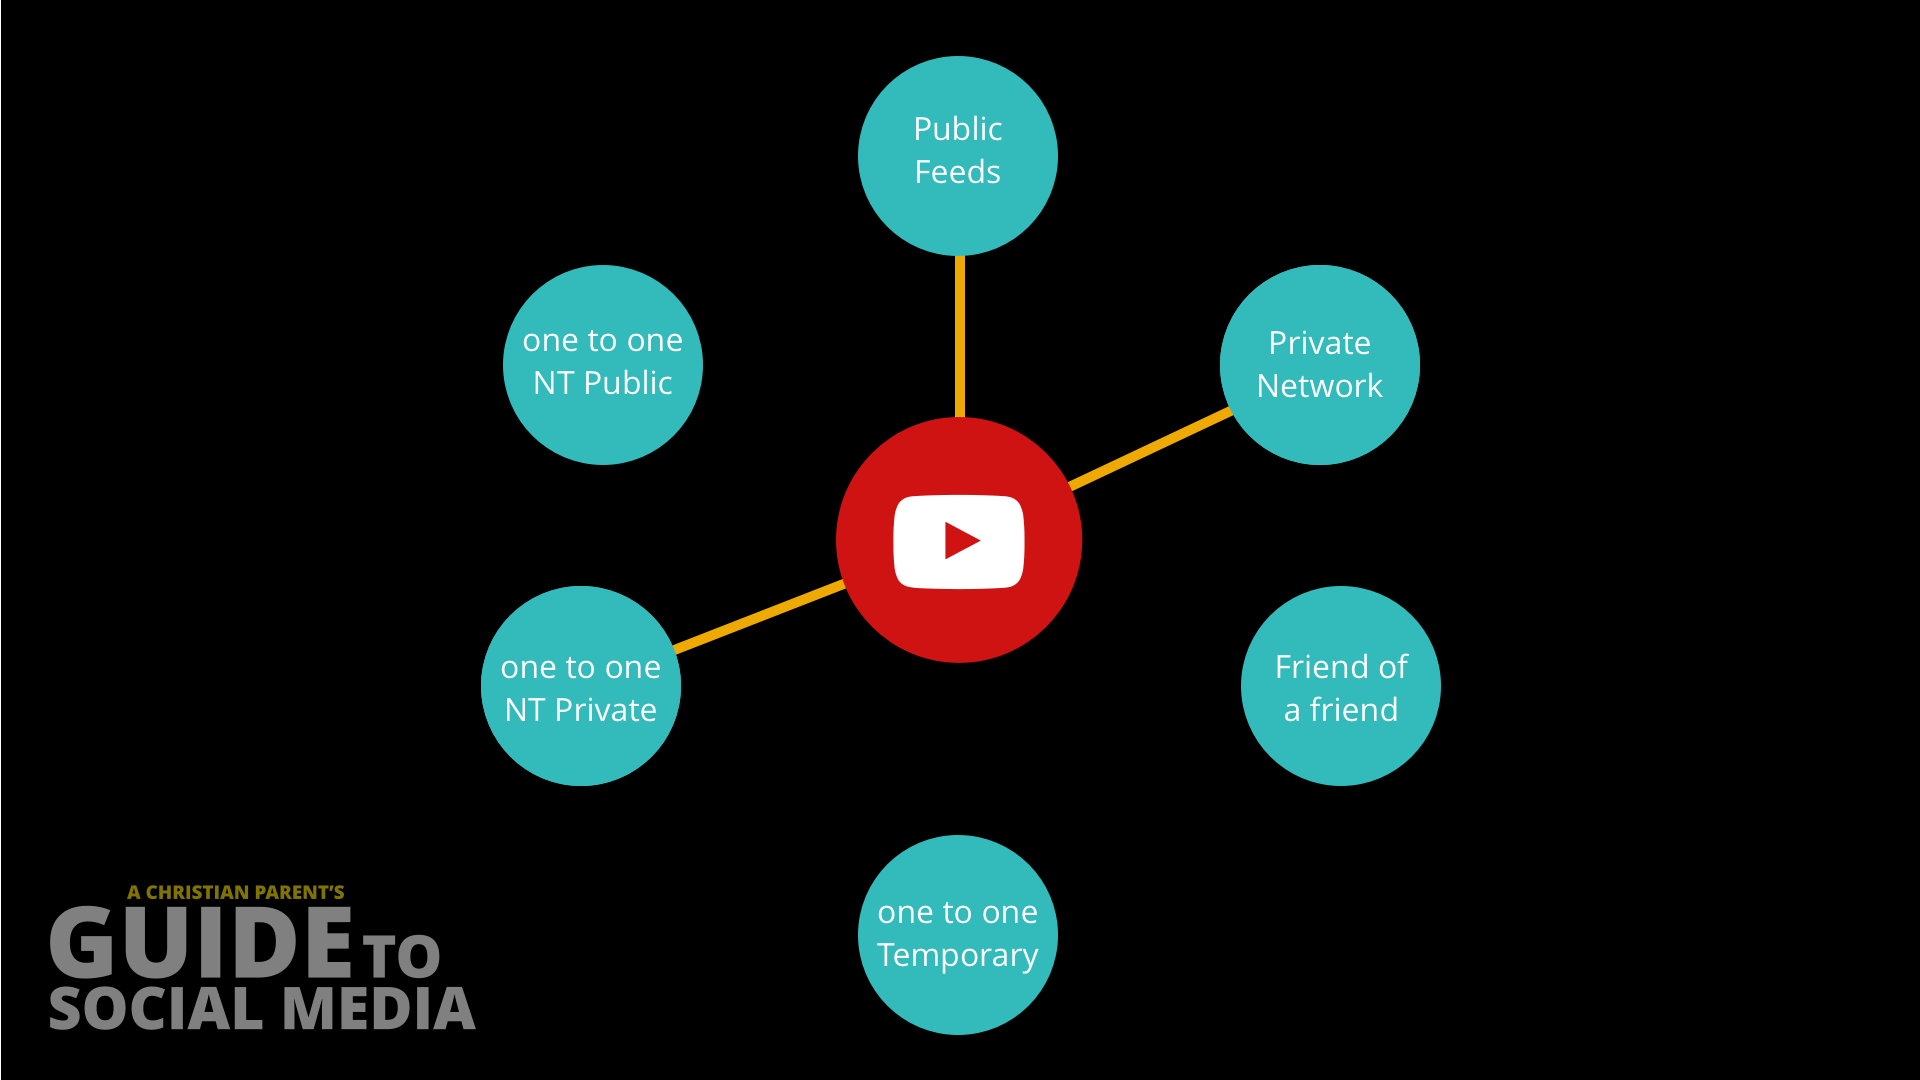 Public
Feeds
one to one
NT Public
Private
Network
one to one
NT Private
Friend of
a friend
one to one
Temporary
A CHRISTIAN PARENT’S
GUIDE TO
SOCIAL MEDIA